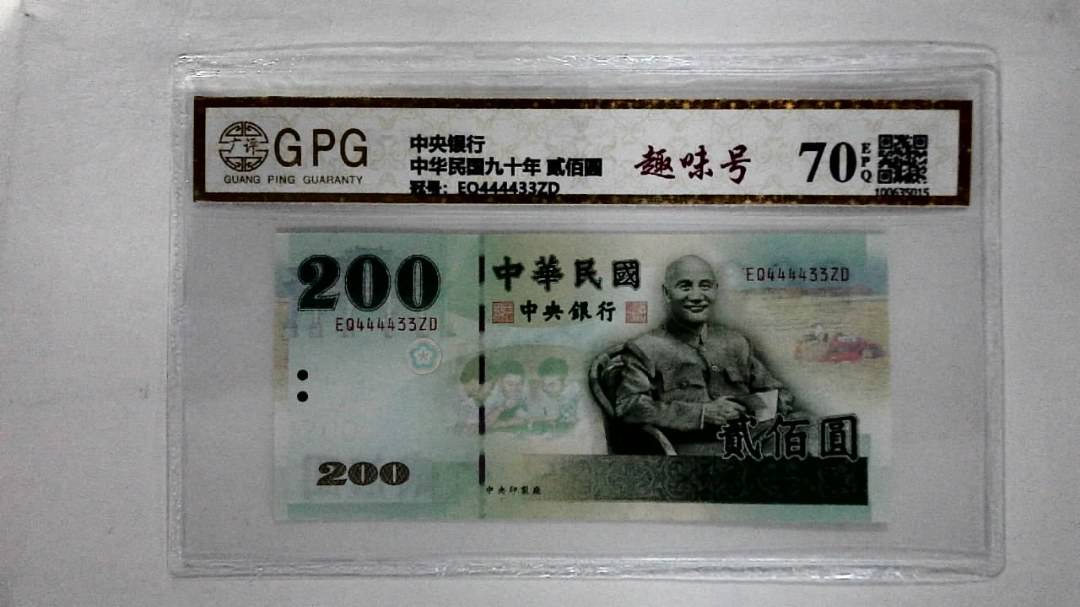 GPG
GUANG PING GUARANTY
中央银行
中华民国九十年 贰佰圆
冠号：EQ444433ZD
趣味号
70
EPQ
100635015
200
EQ444433ZD
中華民國
中央銀行
EQ444433ZD
貳佰圓
200
中央印製廠